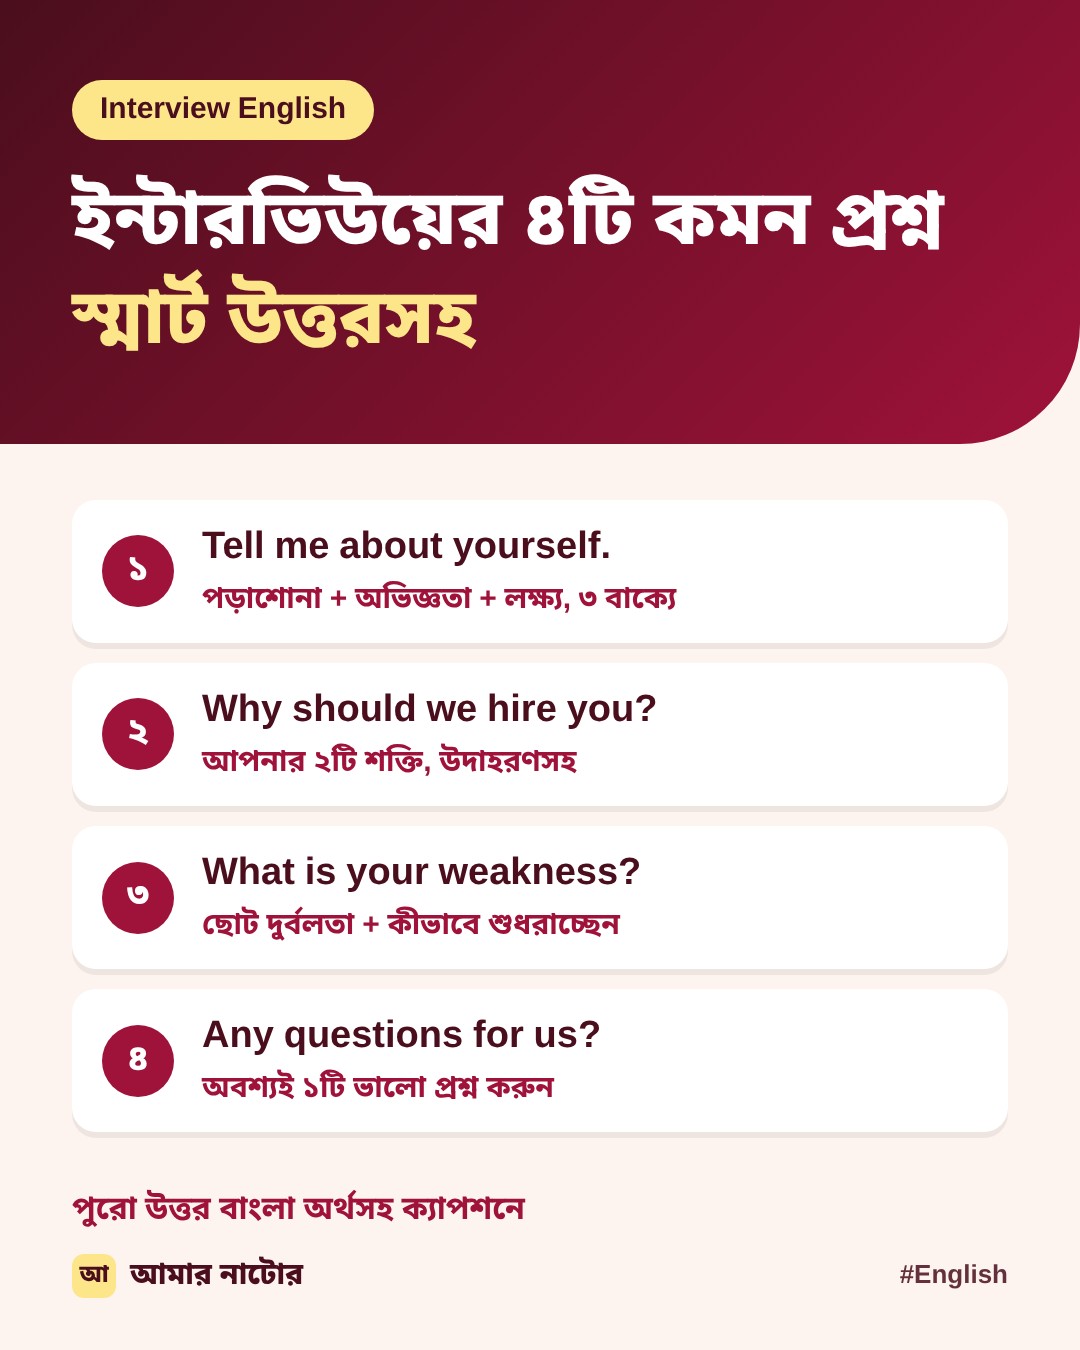 Interview English
ইন্টারভিউয়ের ৪টি কমন প্রশ্ন
স্মার্ট উত্তরসহ
১
Tell me about yourself.
পড়াশোনা + অভিজ্ঞতা + লক্ষ্য, ৩ বাক্যে
২
Why should we hire you?
আপনার ২টি শক্তি, উদাহরণসহ
৩
What is your weakness?
ছোট দুর্বলতা + কীভাবে শুধরাচ্ছেন
৪
Any questions for us?
অবশ্যই ১টি ভালো প্রশ্ন করুন
পুরো উত্তর বাংলা অর্থসহ ক্যাপশনে
আ আমার নাটোর
#English